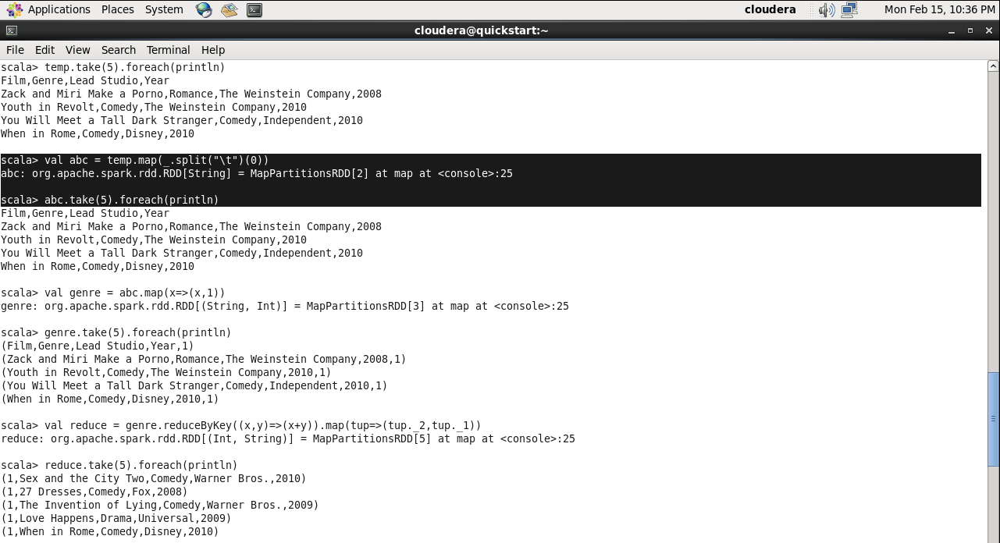 Applications Places System cloudera Mon Feb 15, 10:36 PM
cloudera@quickstart:~
File Edit View Search Terminal Help
scala> temp.take(5).foreach(println)
Film,Genre,Lead Studio,Year
Zack and Miri Make a Porno,Romance,The Weinstein Company,2008
Youth in Revolt,Comedy,The Weinstein Company,2010
You Will Meet a Tall Dark Stranger,Comedy,Independent,2010
When in Rome,Comedy,Disney,2010
scala> val abc = temp.map(_.split("\t")(0))
abc: org.apache.spark.rdd.RDD[String] = MapPartitionsRDD[2] at map at <console>:25
scala> abc.take(5).foreach(println)
Film,Genre,Lead Studio,Year
Zack and Miri Make a Porno,Romance,The Weinstein Company,2008
Youth in Revolt,Comedy,The Weinstein Company,2010
You Will Meet a Tall Dark Stranger,Comedy,Independent,2010
When in Rome,Comedy,Disney,2010
scala> val genre = abc.map(x=>(x,1))
genre: org.apache.spark.rdd.RDD[(String, Int)] = MapPartitionsRDD[3] at map at <console>:25
scala> genre.take(5).foreach(println)
(Film,Genre,Lead Studio,Year,1)
(Zack and Miri Make a Porno,Romance,The Weinstein Company,2008,1)
(Youth in Revolt,Comedy,The Weinstein Company,2010,1)
(You Will Meet a Tall Dark Stranger,Comedy,Independent,2010,1)
(When in Rome,Comedy,Disney,2010,1)
scala> val reduce = genre.reduceByKey((x,y)=>(x+y)).map(tup=>(tup._2,tup._1))
reduce: org.apache.spark.rdd.RDD[(Int, String)] = MapPartitionsRDD[5] at map at <console>:25
scala> reduce.take(5).foreach(println)
(1,Sex and the City Two,Comedy,Warner Bros.,2010)
(1,27 Dresses,Comedy,Fox,2008)
(1,The Invention of Lying,Comedy,Warner Bros.,2009)
(1,Love Happens,Drama,Universal,2009)
(1,When in Rome,Comedy,Disney,2010)